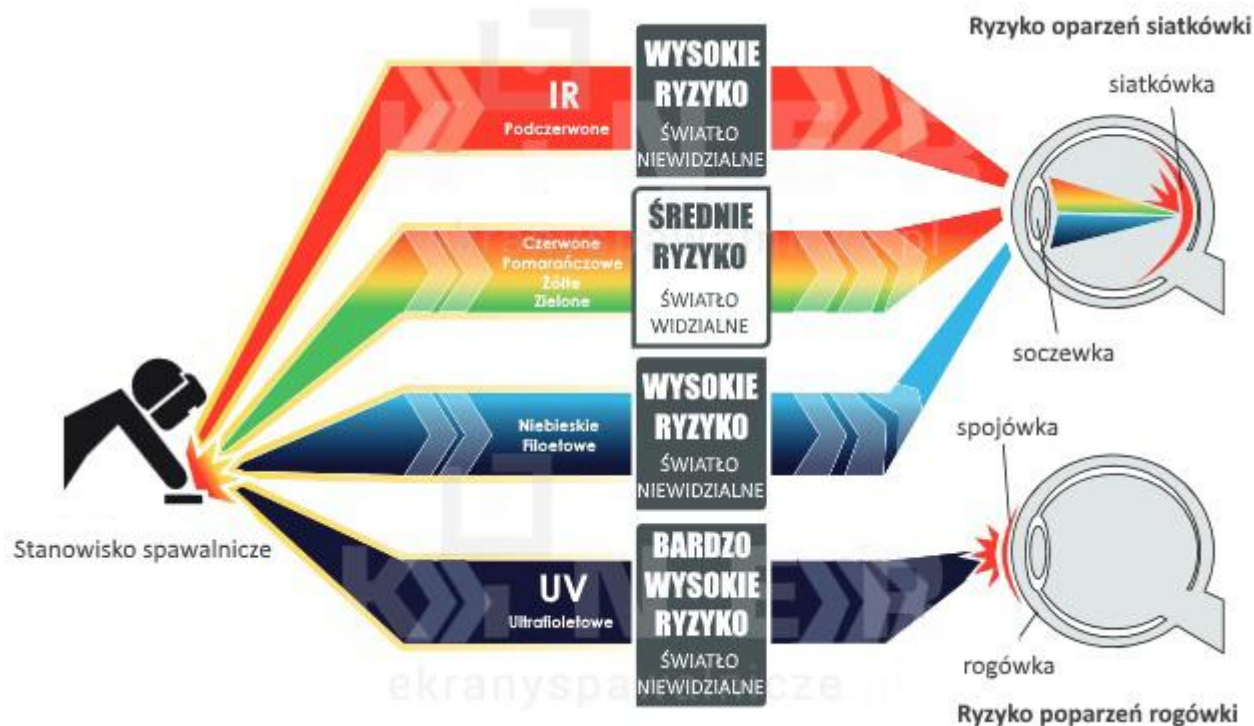 Ryzyko oparzeń siatkówki
siatkówka
IR
Podczerwone
WYSOKIE
RYZYKO
ŚWIATŁO
NIEWIDZIALNE
Czerwone
Pomarańczowe
Żółte
Zielone
ŚREDNIE
RYZYKO
ŚWIATŁO
WIDZIALNE
soczewka
Niebieskie
Filoetowe
WYSOKIE
RYZYKO
ŚWIATŁO
NIEWIDZIALNE
spojówka
Stanowisko spawalnicze
UV
Ultrafioletowe
BARDZO
WYSOKIE
RYZYKO
ŚWIATŁO
NIEWIDZIALNE
rogówka
Ryzyko poparzeń rogówki